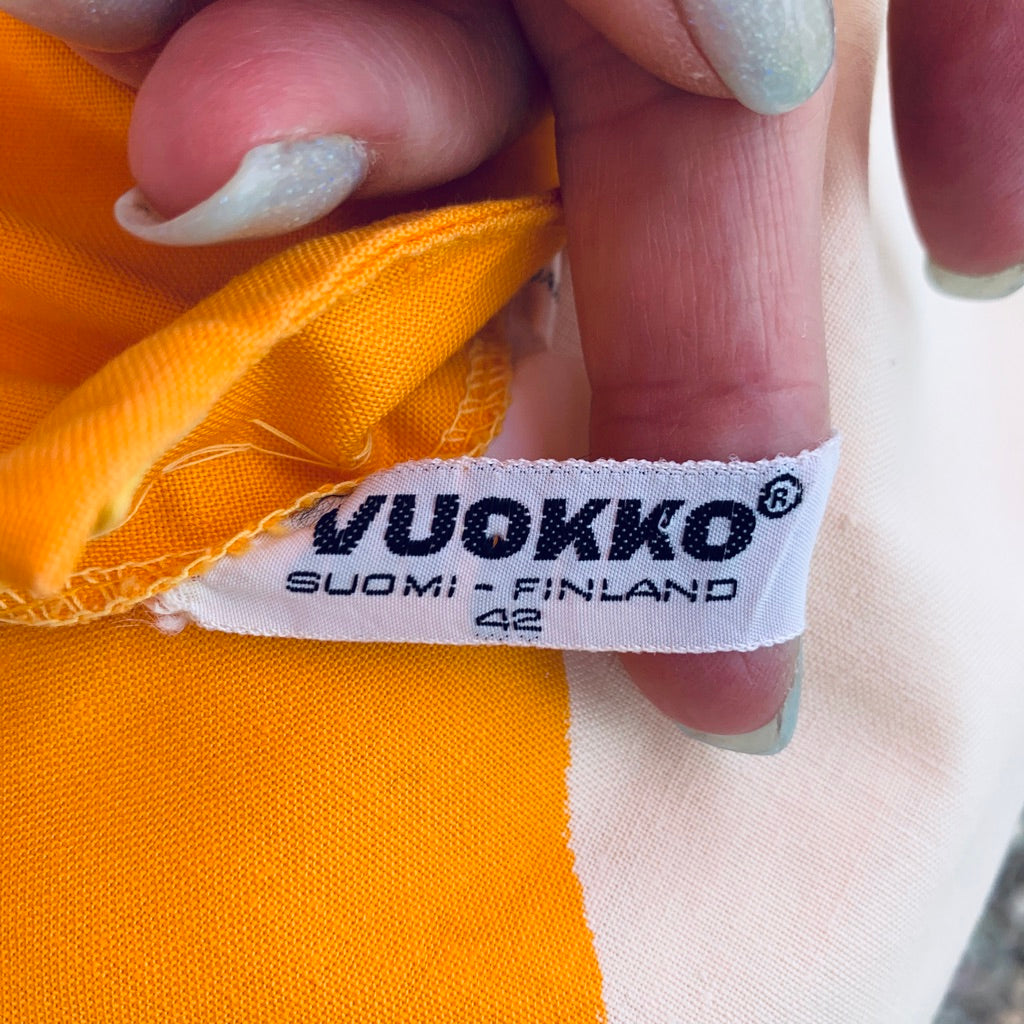 VUOKKO®
SUOMI - FINLAND
42